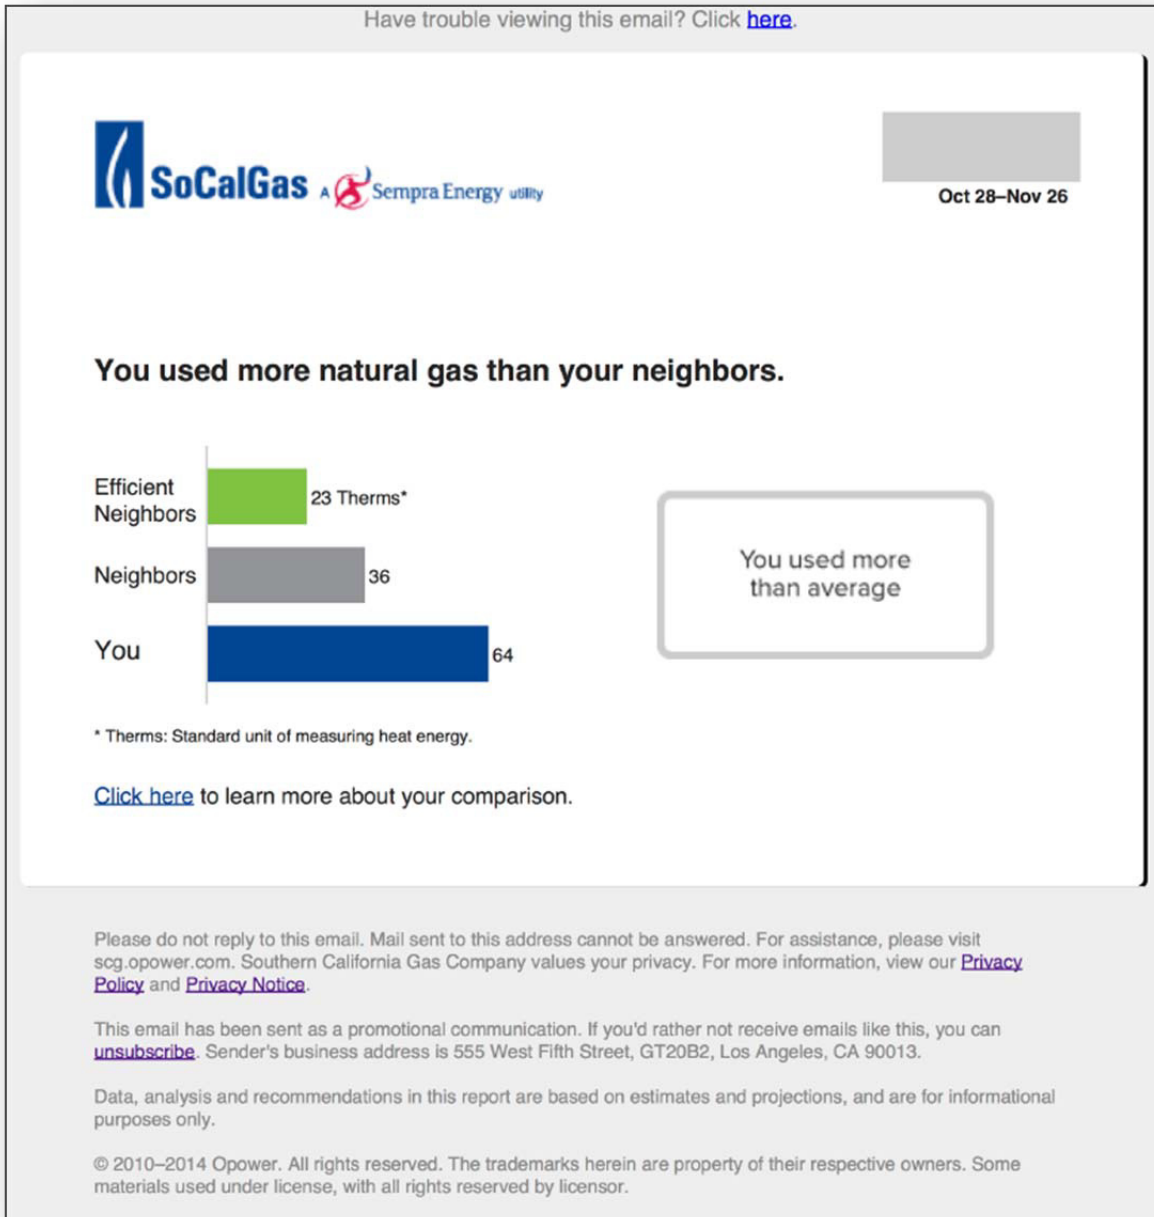 Have trouble viewing this email? Click here.
SoCalGas A Sempra Energy utility
Oct 28–Nov 26
You used more natural gas than your neighbors.
Efficient
Neighbors
23 Therms*
Neighbors
36
You
64
You used more
than average
* Therms: Standard unit of measuring heat energy.
Click here to learn more about your comparison.
Please do not reply to this email. Mail sent to this address cannot be answered. For assistance, please visit
scg.opower.com. Southern California Gas Company values your privacy. For more information, view our Privacy
Policy and Privacy Notice.
This email has been sent as a promotional communication. If you'd rather not receive emails like this, you can
unsubscribe. Sender's business address is 555 West Fifth Street, GT20B2, Los Angeles, CA 90013.
Data, analysis and recommendations in this report are based on estimates and projections, and are for informational
purposes only.
© 2010–2014 Opower. All rights reserved. The trademarks herein are property of their respective owners. Some
materials used under license, with all rights reserved by licensor.